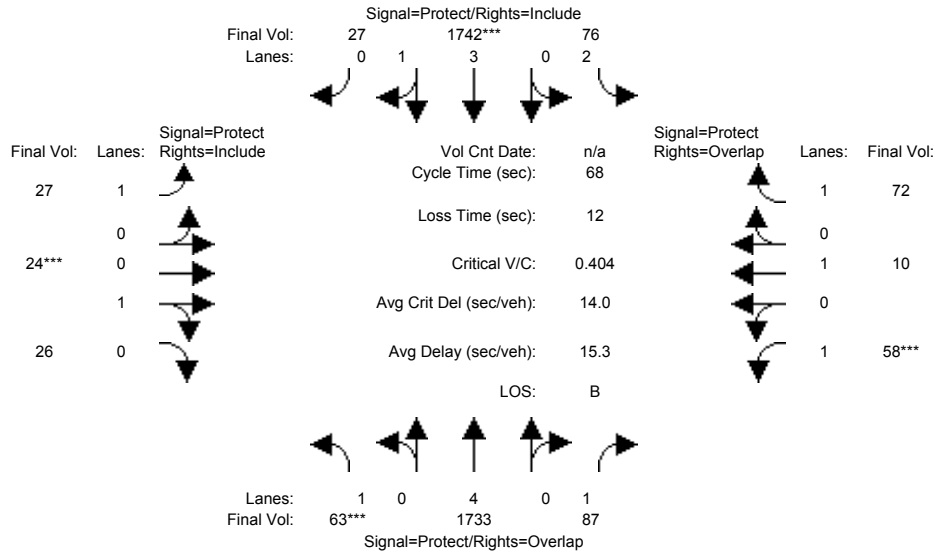 Signal=Protect/Rights=Include
Final Vol: 27 1742*** 76
Lanes: 0 1 3 0 2
Signal=Protect
Final Vol: Lanes: Rights=Include
Vol Cnt Date: n/a
Signal=Protect
Rights=Overlap Lanes: Final Vol:
Cycle Time (sec): 68
27 1
1 72
Loss Time (sec): 12
0
0
24*** 0
Critical V/C: 0.404
1 10
1
Avg Crit Del (sec/veh): 14.0
0
26 0
Avg Delay (sec/veh): 15.3
1 58***
LOS: B
Lanes: 1 0 4 0 1
Final Vol: 63*** 1733 87
Signal=Protect/Rights=Overlap